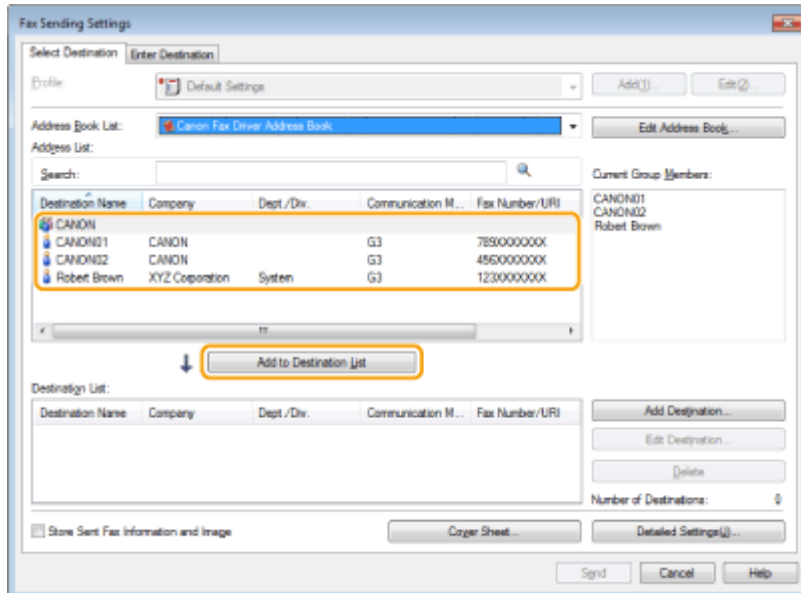 Fax Sending Settings
Select Destination Enter Destination
Profile: Default Settings Add(1)... Edit(2)...
Address Book List: Canon Fax Driver Address Book Edit Address Book...
Address List:
Search: Current Group Members:
Destination Name Company Dept./Div. Communication M... Fax Number/URI
CANON
CANON01 CANON G3 789XXXXXXX
CANON02 CANON G3 456XXXXXXX
Robert Brown XYZ Corporation System G3 123XXXXXXX
CANON01
CANON02
Robert Brown
Add to Destination List
Destination List:
Destination Name Company Dept./Div. Communication M... Fax Number/URI
Add Destination...
Edit Destination...
Delete
Number of Destinations: 0
Store Sent Fax Information and Image Cover Sheet... Detailed Settings(J)...
Send Cancel Help